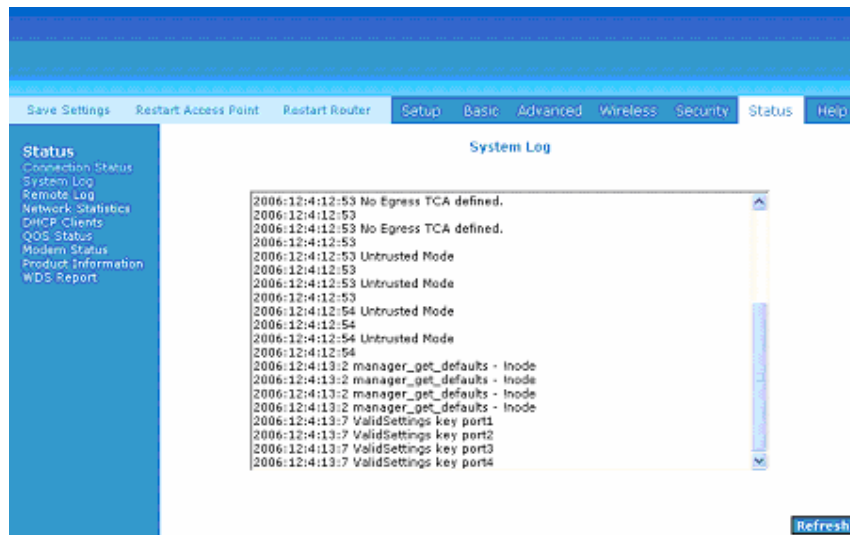 Save Settings Restart Access Point Restart Router Setup Basic Advanced Wireless Security Status Help
Status
Connection Status
System Log
Remote Log
Network Statistics
DHCP Clients
QOS Status
Modem Status
Product Information
WDS Report
System Log
2006:12:4:12:53 No Egress TCA defined.
2006:12:4:12:53
2006:12:4:12:53 No Egress TCA defined.
2006:12:4:12:53
2006:12:4:12:53 Untrusted Mode
2006:12:4:12:53
2006:12:4:12:53 Untrusted Mode
2006:12:4:12:53
2006:12:4:12:54 Untrusted Mode
2006:12:4:12:54
2006:12:4:12:54 Untrusted Mode
2006:12:4:12:54
2006:12:4:13:2 manager_get_defaults - !node
2006:12:4:13:2 manager_get_defaults - !node
2006:12:4:13:2 manager_get_defaults - !node
2006:12:4:13:2 manager_get_defaults - !node
2006:12:4:13:7 ValidSettings key port1
2006:12:4:13:7 ValidSettings key port2
2006:12:4:13:7 ValidSettings key port3
2006:12:4:13:7 ValidSettings key port4
Refresh